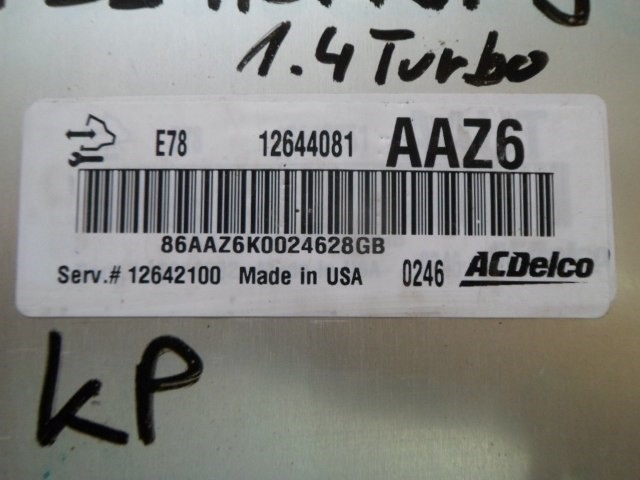 1.4 Turbo
E78 12644081 AAZ6
86AAZ6K0024628GB
Serv.# 12642100 Made in USA 0246 ACDelco
KP